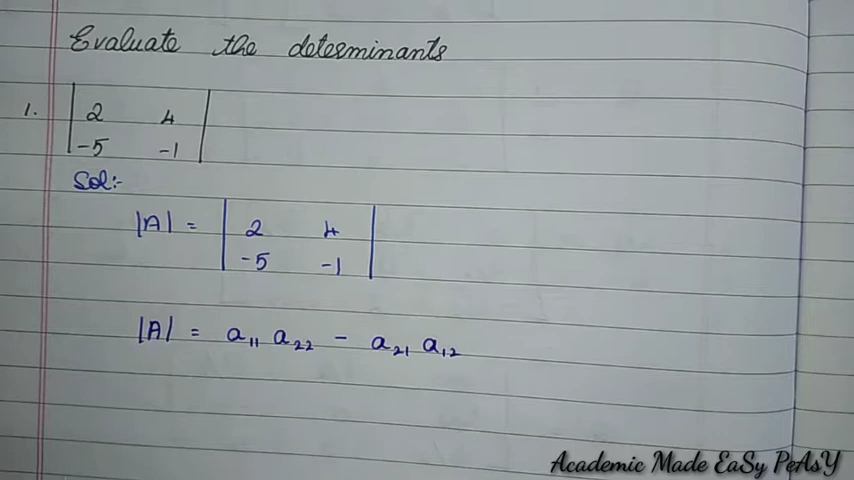 Evaluate the determinants
1. | 2 4 |
| -5 -1 |
Sol:-
|A| = | 2 4 |
| -5 -1 |
|A| = a₁₁ a₂₂ - a₂₁ a₁₂
Academic Made EaSy PeAsY